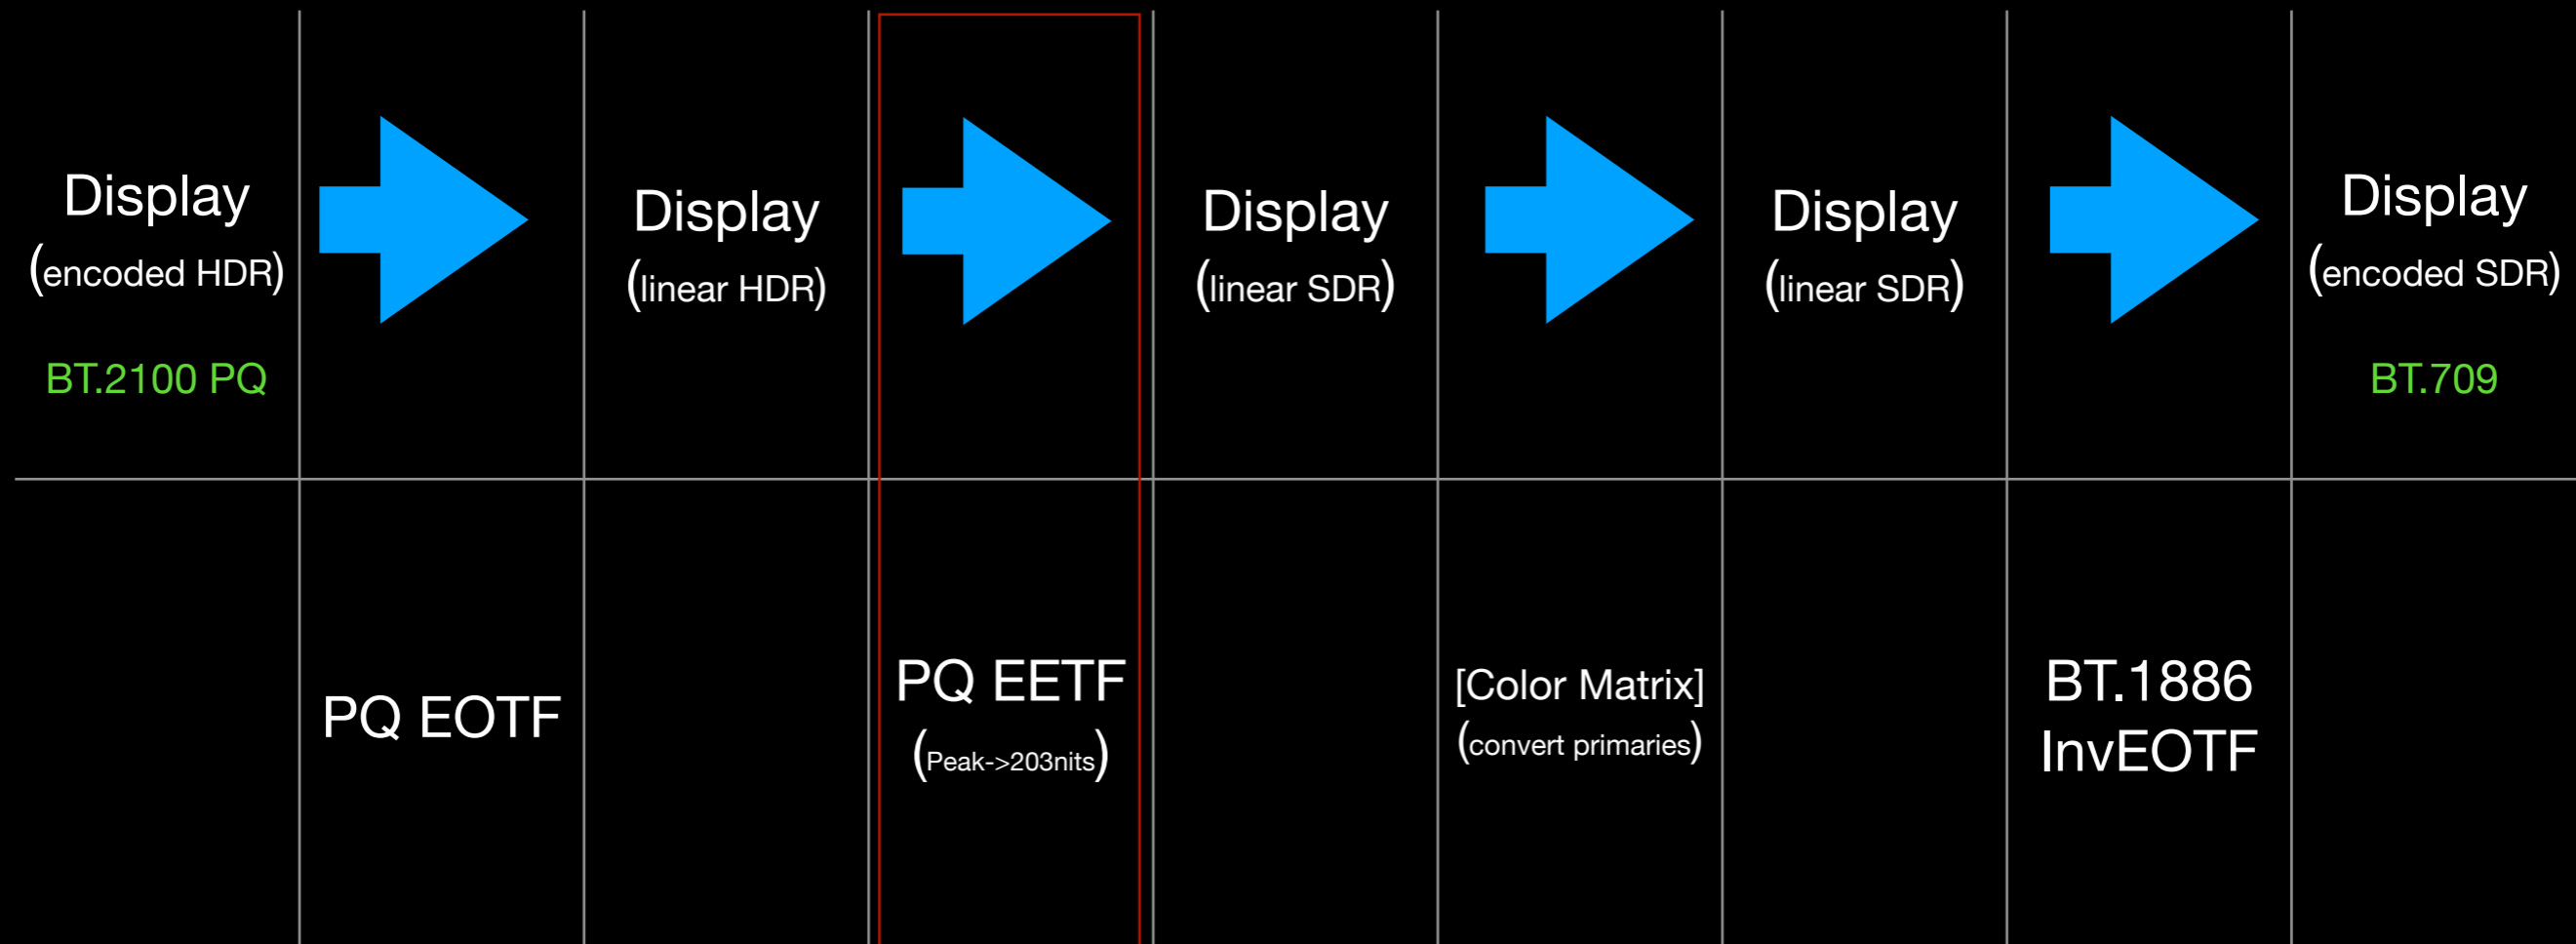 Display
(encoded HDR)
BT.2100 PQ
Display
(linear HDR)
Display
(linear SDR)
Display
(linear SDR)
Display
(encoded SDR)
BT.709
PQ EOTF
PQ EETF
(Peak->203nits)
[Color Matrix]
(convert primaries)
BT.1886
InvEOTF